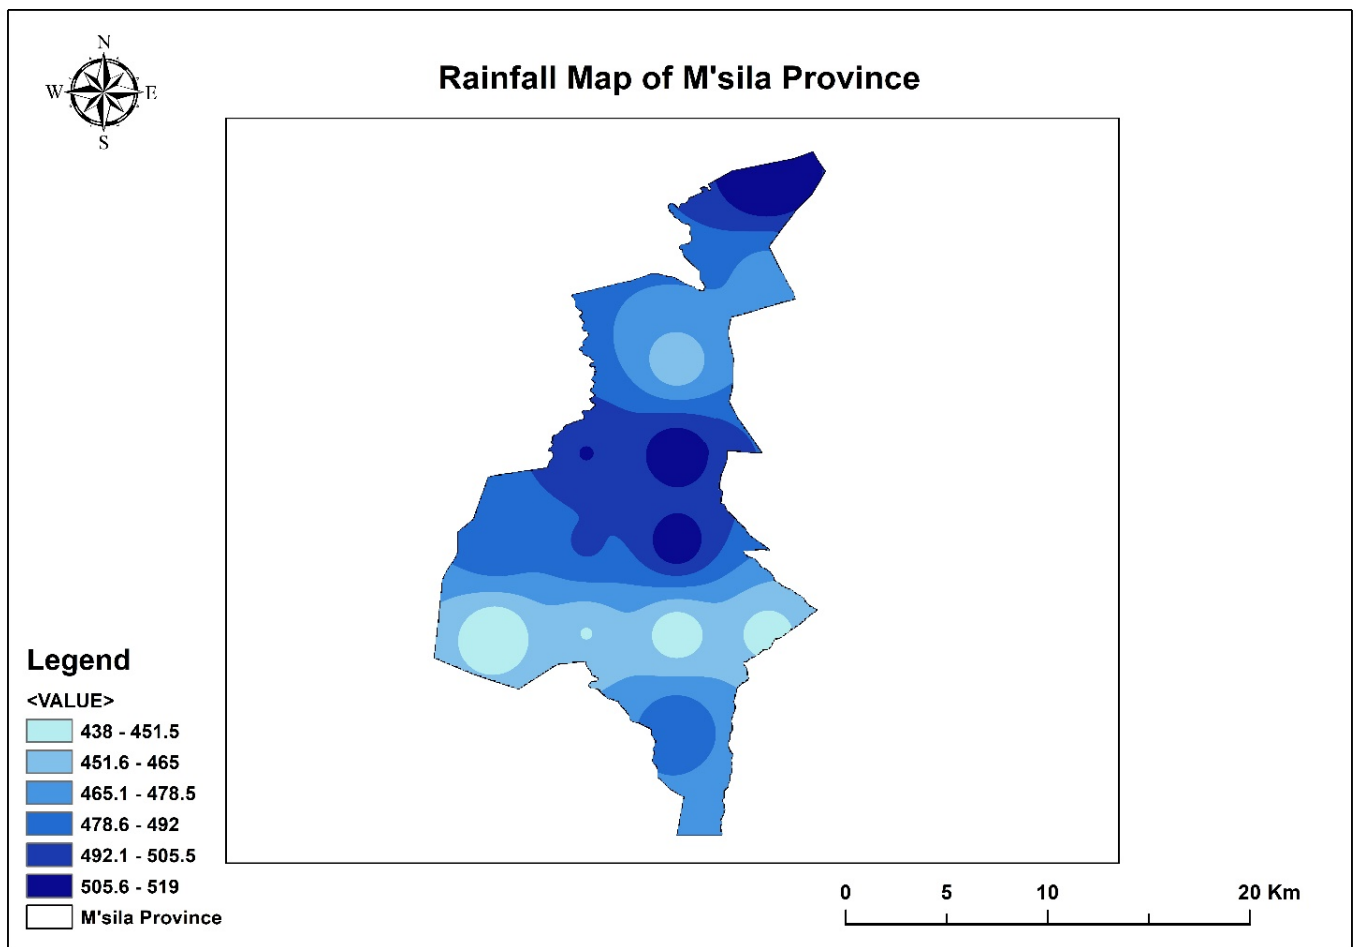 N
W E
S
Rainfall Map of M'sila Province
Legend
<VALUE>
438 - 451.5
451.6 - 465
465.1 - 478.5
478.6 - 492
492.1 - 505.5
505.6 - 519
M'sila Province
0 5 10 20 Km